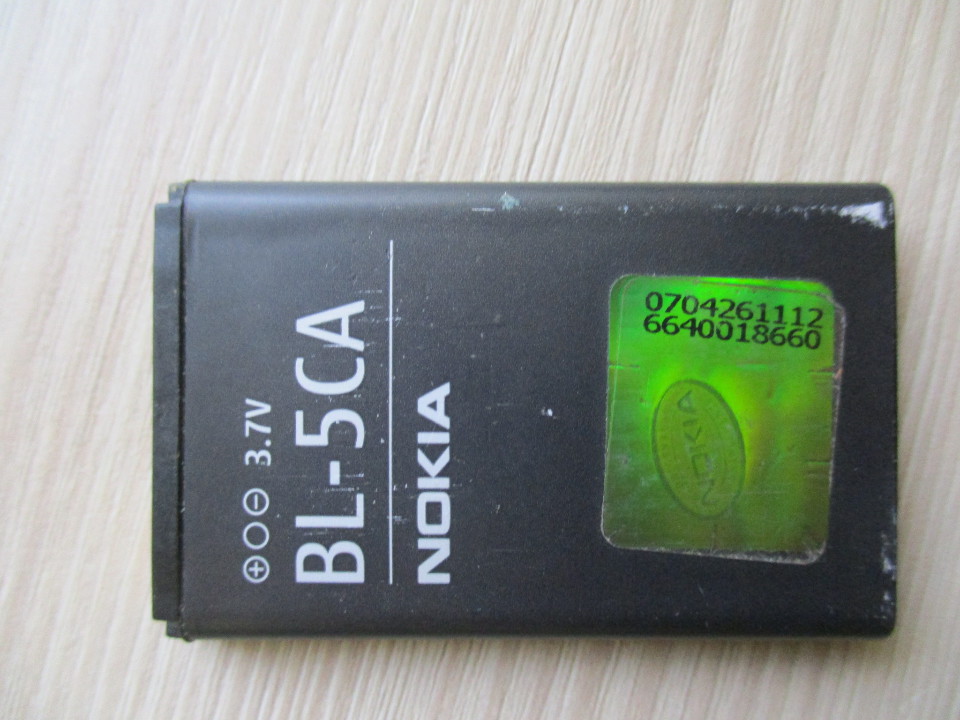 3.7V
BL-5CA
NOKIA
0704261112
6640018660
NOKIA